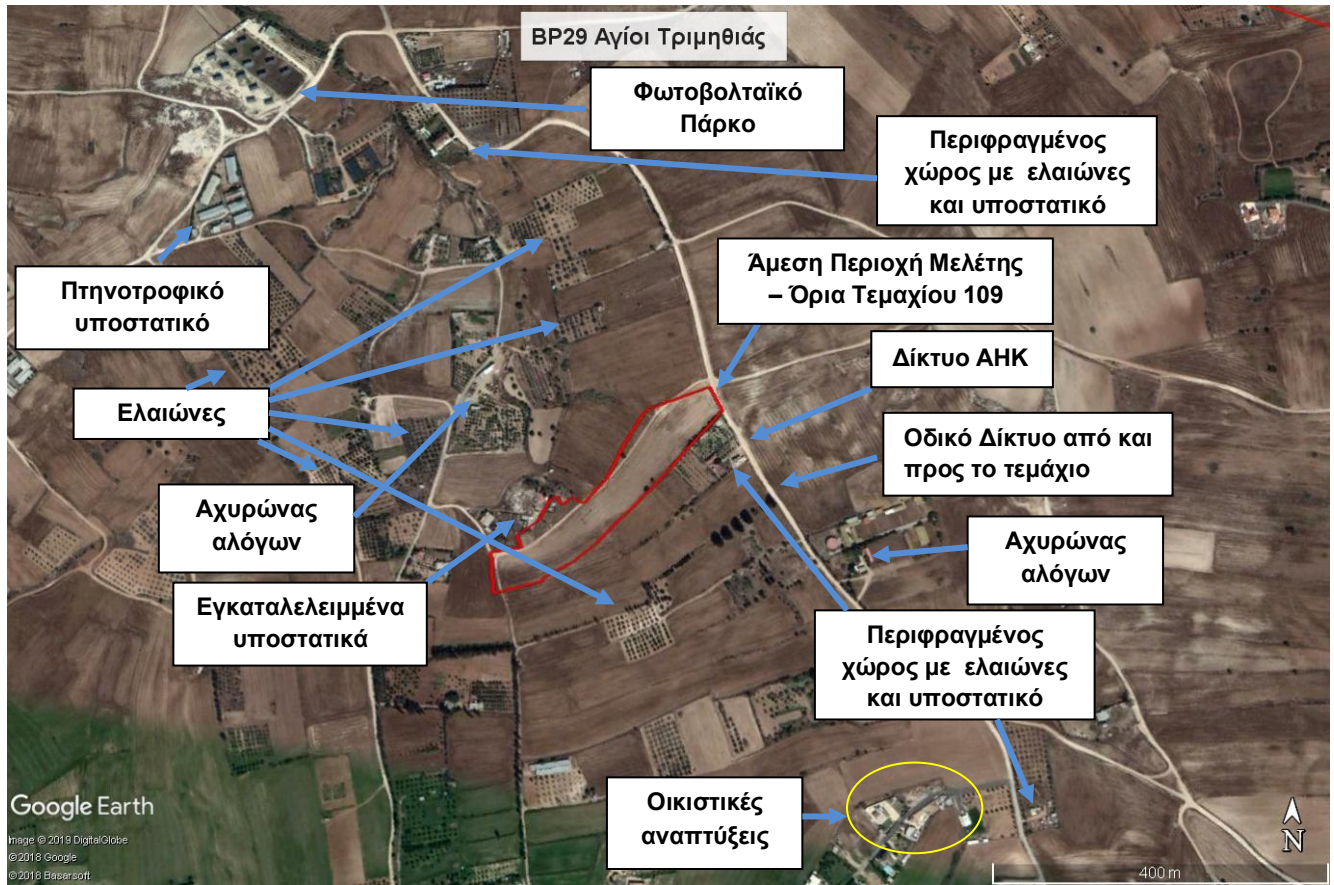 BP29 Αγίοι Τριμηθιάς
Φωτοβολταϊκό
Πάρκο
Περιφραγμένος
χώρος με ελαιώνες
και υποστατικό
Άμεση Περιοχή Μελέτης
– Όρια Τεμαχίου 109
Πτηνοτροφικό
υποστατικό
Δίκτυο ΑΗΚ
Ελαιώνες
Οδικό Δίκτυο από και
προς το τεμάχιο
Αχυρώνας
αλόγων
Αχυρώνας
αλόγων
Εγκαταλελειμμένα
υποστατικά
Περιφραγμένος
χώρος με ελαιώνες
και υποστατικό
Οικιστικές
αναπτύξεις
Google Earth
Image © 2019 DigitalGlobe
© 2018 Google
© 2018 Basarsoft
N
400 m